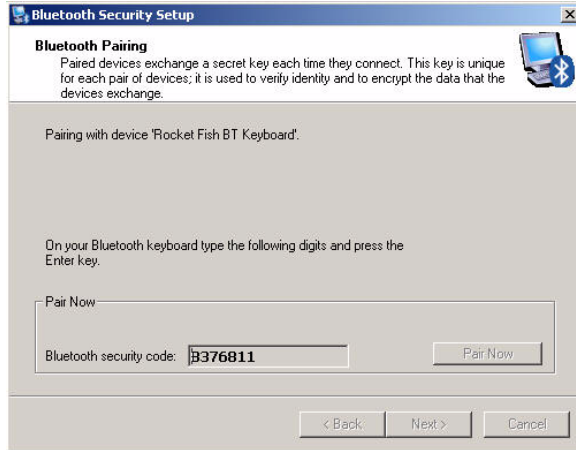 Bluetooth Security Setup
Bluetooth Pairing
Paired devices exchange a secret key each time they connect. This key is unique
for each pair of devices; it is used to verify identity and to encrypt the data that the
devices exchange.
Pairing with device 'Rocket Fish BT Keyboard'.
On your Bluetooth keyboard type the following digits and press the
Enter key.
Pair Now
Bluetooth security code: 8376811
Pair Now
< Back Next > Cancel